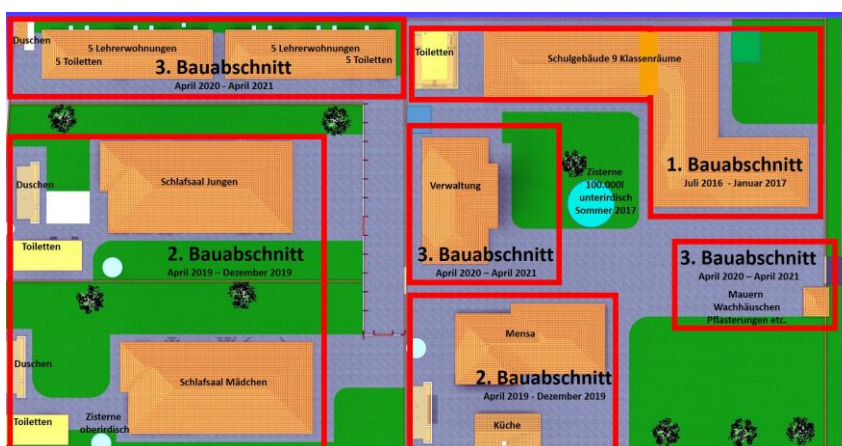 Duschen
5 Lehrerwohnungen
5 Toiletten
5 Lehrerwohnungen
5 Toiletten
3. Bauabschnitt
April 2020 - April 2021
Toiletten
Schulgebäude 9 Klassenräume
1. Bauabschnitt
Juli 2016 - Januar 2017
Duschen
Schlafsaal Jungen
Toiletten
2. Bauabschnitt
April 2019 – Dezember 2019
Verwaltung
3. Bauabschnitt
April 2020 – April 2021
Zisterne
100.000l
unterirdisch
Sommer 2017
3. Bauabschnitt
April 2020 – April 2021
Mauern
Wachhäuschen
Pflasterungen etc.
Duschen
Schlafsaal Mädchen
Toiletten
Zisterne
oberirdisch
Mensa
2. Bauabschnitt
April 2019 - Dezember 2019
Küche